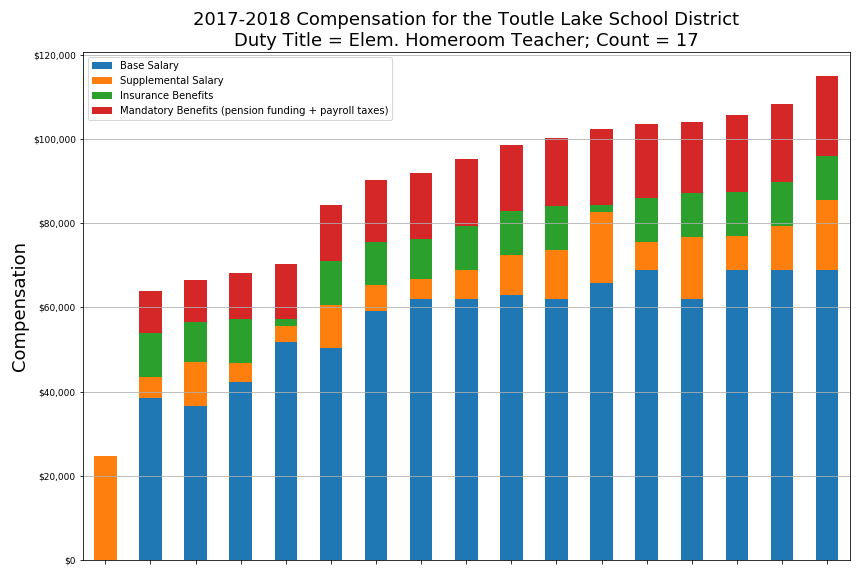 2017-2018 Compensation for the Toutle Lake School District
Duty Title = Elem. Homeroom Teacher; Count = 17
$120,000
Base Salary
Supplemental Salary
Insurance Benefits
Mandatory Benefits (pension funding + payroll taxes)
$100,000
$80,000
$60,000
$40,000
$20,000
$0
Compensation